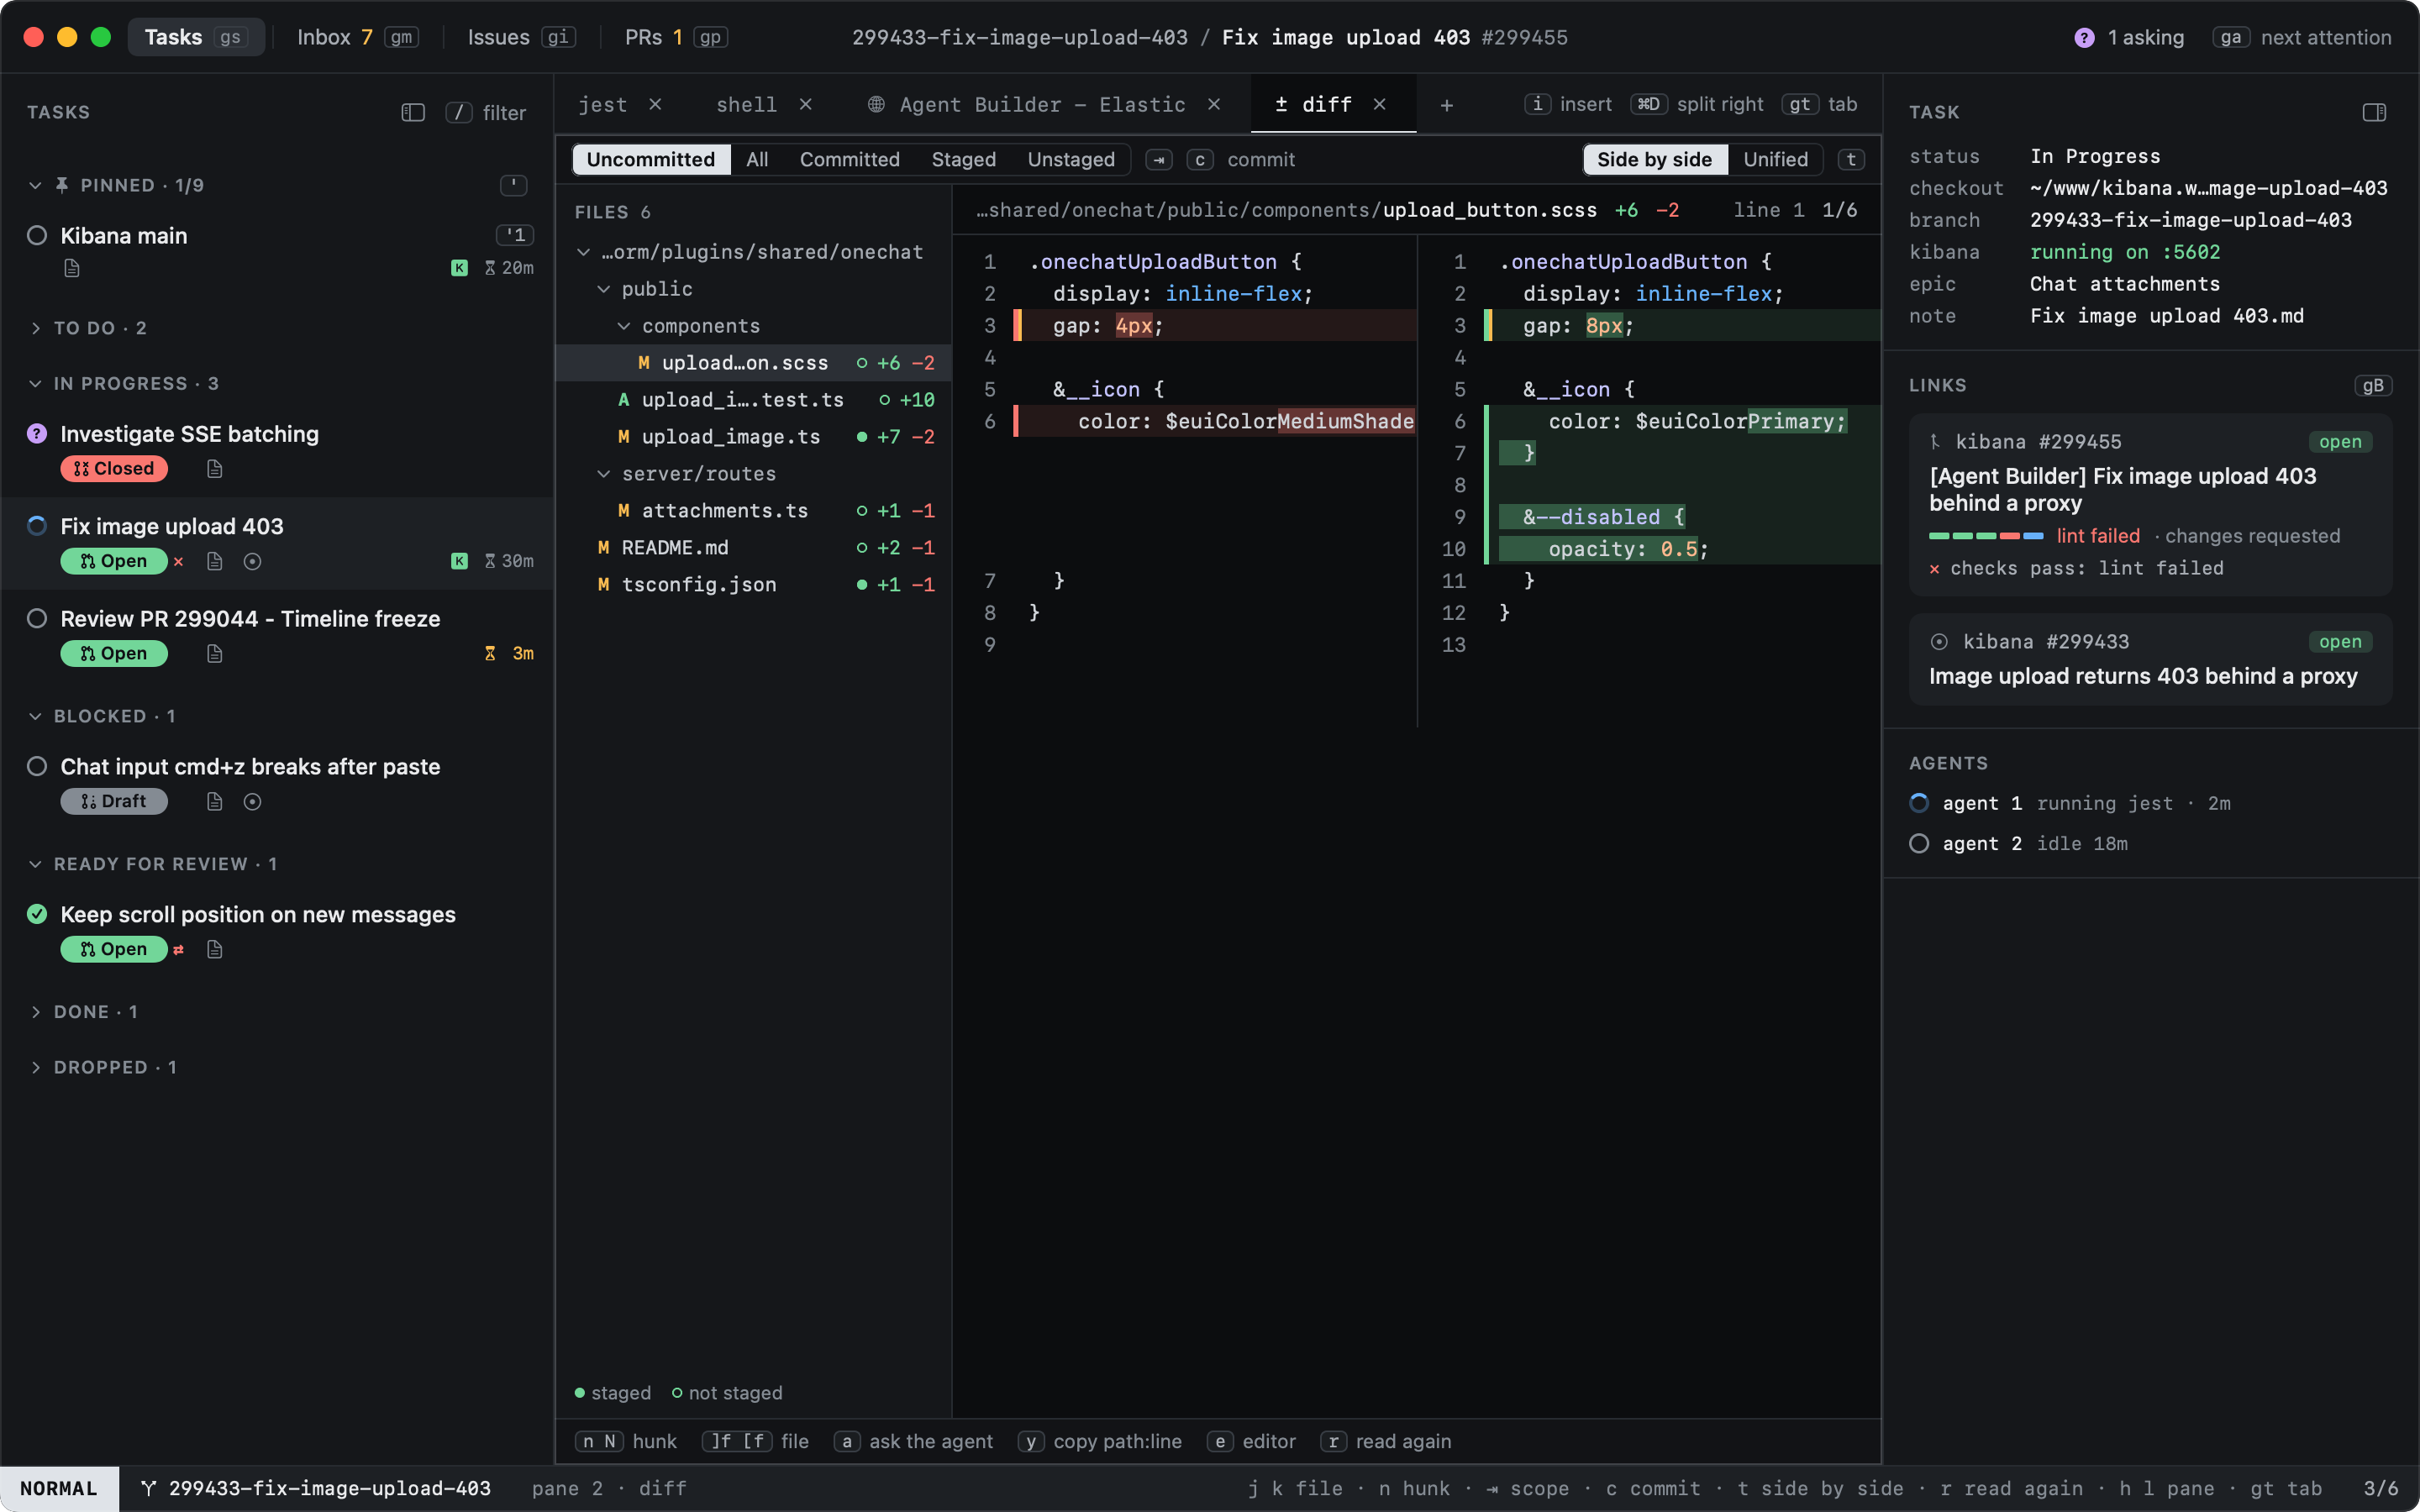 Tasks gs Inbox 7 gm Issues gi PRs 1 gp 299433-fix-image-upload-403 / Fix image upload 403 #299455 ? 1 asking ga next attention
TASKS / filter
PINNED · 1/9 '
Kibana main '1
K 20m
TO DO · 2
IN PROGRESS · 3
? Investigate SSE batching
Closed
Fix image upload 403
Open × K 30m
Review PR 299044 - Timeline freeze
Open 3m
BLOCKED · 1
Chat input cmd+z breaks after paste
Draft
READY FOR REVIEW · 1
Keep scroll position on new messages
Open
DONE · 1
DROPPED · 1
jest × shell × Agent Builder – Elastic × ± diff × + i insert ⌘D split right gt tab
Uncommitted All Committed Staged Unstaged ⇥ c commit Side by side Unified t
FILES 6
…orm/plugins/shared/onechat
public
components
M upload…on.scss +6 −2
A upload_i….test.ts +10
M upload_image.ts +7 −2
server/routes
M attachments.ts +1 −1
M README.md +2 −1
M tsconfig.json +1 −1
staged not staged
…shared/onechat/public/components/upload_button.scss +6 −2 line 1 1/6
1 .onechatUploadButton {
2 display: inline-flex;
3 gap: 4px;
4
5 &__icon {
6 color: $euiColorMediumShade
7 }
8 }
9
1 .onechatUploadButton {
2 display: inline-flex;
3 gap: 8px;
4
5 &__icon {
6 color: $euiColorPrimary;
7 }
8
9 &--disabled {
10 opacity: 0.5;
11 }
12 }
13
n N hunk ]f [f file a ask the agent y copy path:line e editor r read again
TASK
status In Progress
checkout ~/www/kibana.w…mage-upload-403
branch 299433-fix-image-upload-403
kibana running on :5602
epic Chat attachments
note Fix image upload 403.md
LINKS gB
kibana #299455 open
[Agent Builder] Fix image upload 403
behind a proxy
lint failed · changes requested
× checks pass: lint failed
kibana #299433 open
Image upload returns 403 behind a proxy
AGENTS
agent 1 running jest · 2m
agent 2 idle 18m
NORMAL 299433-fix-image-upload-403 pane 2 · diff j k file · n hunk · ⇥ scope · c commit · t side by side · r read again · h l pane · gt tab 3/6